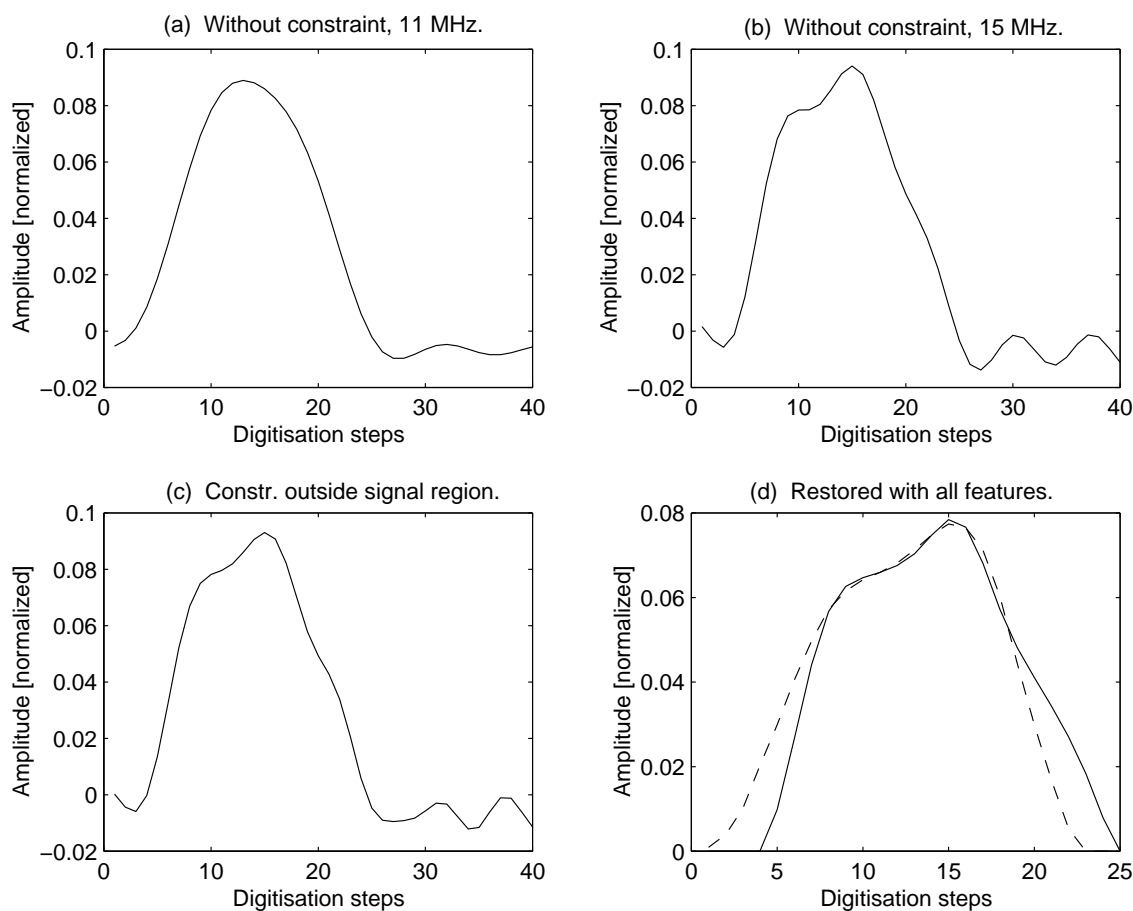 (a) Without constraint, 11 MHz.
0.1
0.08
0.06
0.04
0.02
0
−0.02
Amplitude [normalized]
0 10 20 30 40
Digitisation steps
(b) Without constraint, 15 MHz.
0.1
0.08
0.06
0.04
0.02
0
−0.02
Amplitude [normalized]
0 10 20 30 40
Digitisation steps
(c) Constr. outside signal region.
0.1
0.08
0.06
0.04
0.02
0
−0.02
Amplitude [normalized]
0 10 20 30 40
Digitisation steps
(d) Restored with all features.
0.08
0.06
0.04
0.02
0
Amplitude [normalized]
0 5 10 15 20 25
Digitisation steps